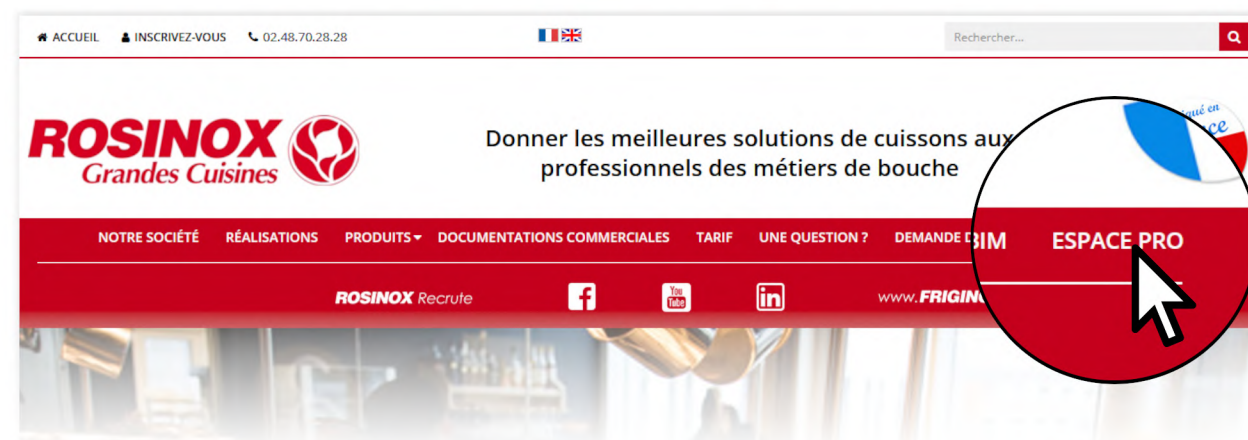 ACCUEIL INSCRIVEZ-VOUS 02.48.70.28.28
Rechercher...
ROSINOX
Grandes Cuisines
Donner les meilleures solutions de cuissons aux
professionnels des métiers de bouche
en
NOTRE SOCIÉTÉ RÉALISATIONS PRODUITS DOCUMENTATIONS COMMERCIALES TARIF UNE QUESTION ? DEMANDE BIM ESPACE PRO
ROSINOX Recrute
You
Tube
in
www.FRIGINO